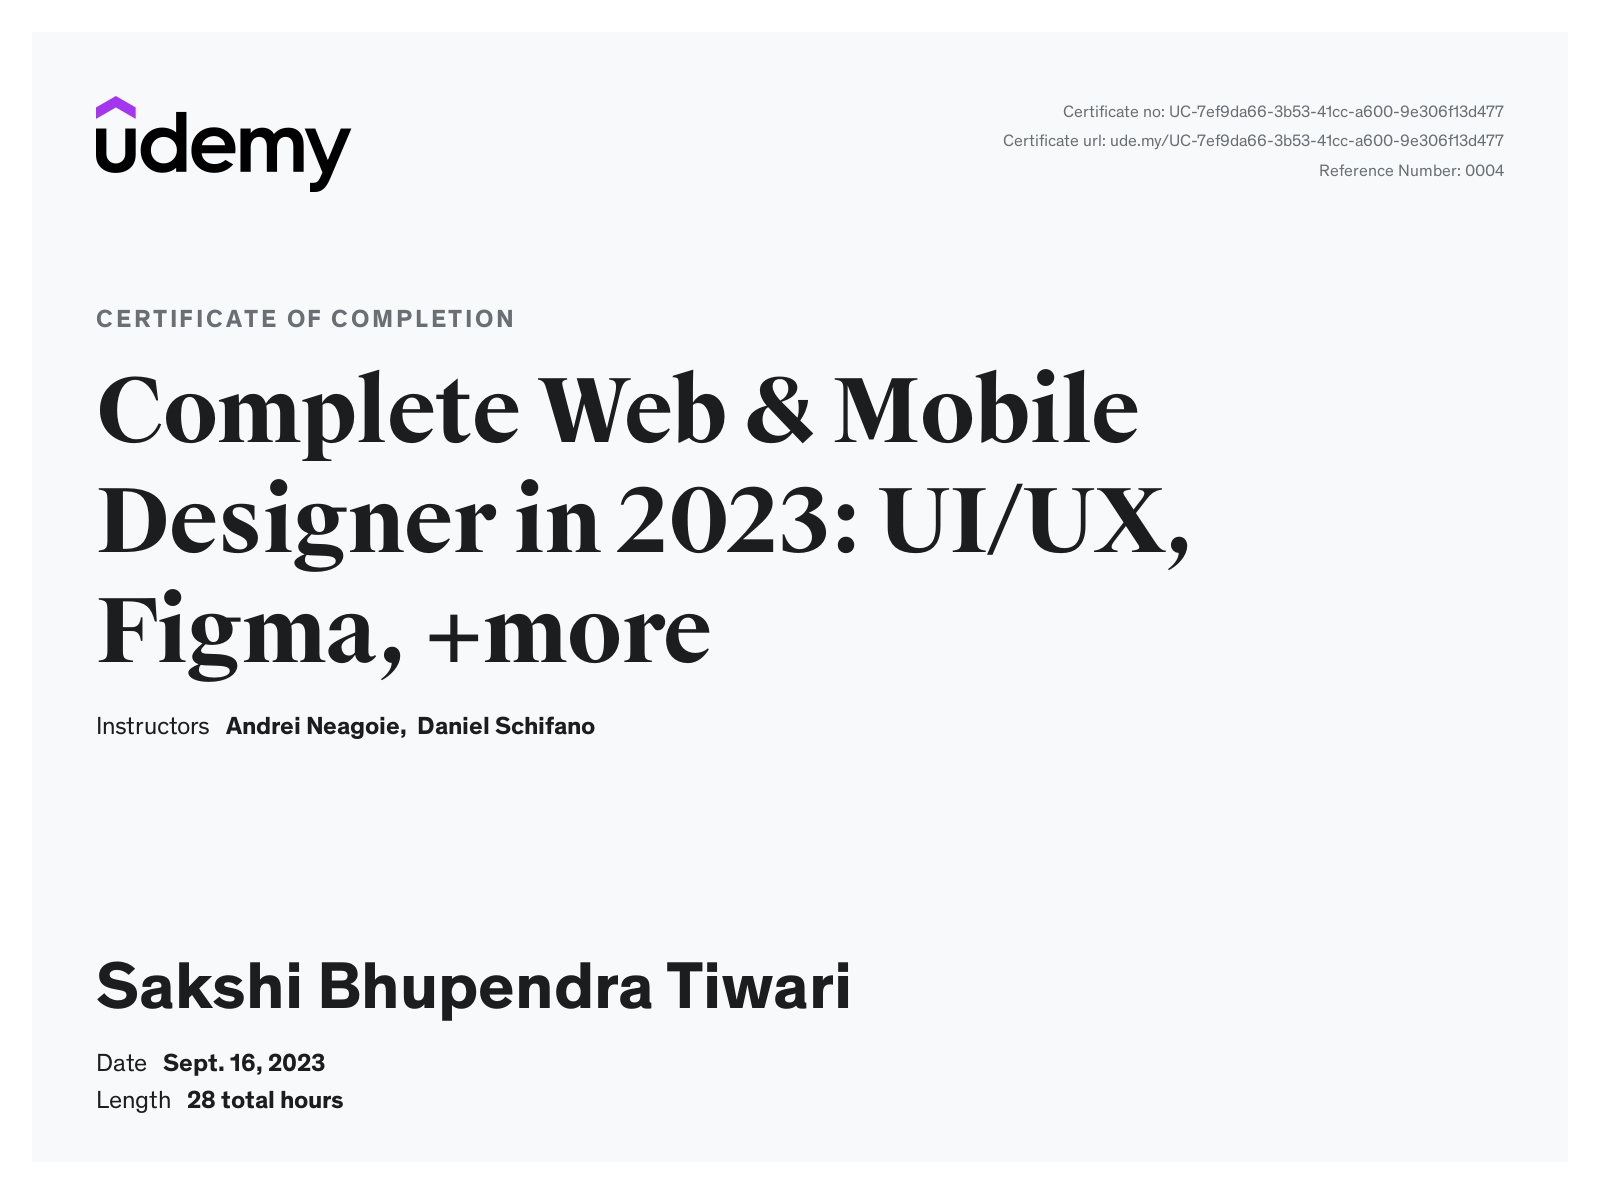 udemy
Certificate no: UC-7ef9da66-3b53-41cc-a600-9e306f13d477
Certificate url: ude.my/UC-7ef9da66-3b53-41cc-a600-9e306f13d477
Reference Number: 0004
CERTIFICATE OF COMPLETION
Complete Web & Mobile
Designer in 2023: UI/UX,
Figma, +more
Instructors Andrei Neagoie, Daniel Schifano
Sakshi Bhupendra Tiwari
Date Sept. 16, 2023
Length 28 total hours